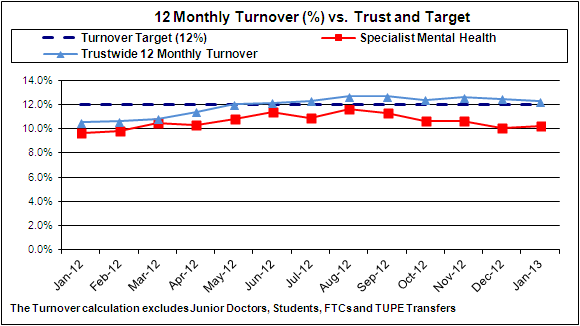 12 Monthly Turnover (%) vs. Trust and Target
Turnover Target (12%)
Specialist Mental Health
Trustwide 12 Monthly Turnover
14.0%
12.0%
10.0%
8.0%
6.0%
4.0%
2.0%
0.0%
Jan-12 Feb-12 Mar-12 Apr-12 May-12 Jun-12 Jul-12 Aug-12 Sep-12 Oct-12 Nov-12 Dec-12 Jan-13
The Turnover calculation excludes Junior Doctors, Students, FTCs and TUPE Transfers